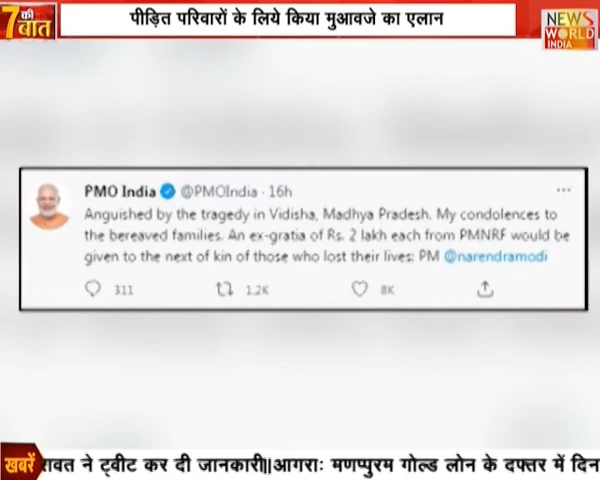 7 की बात
पीड़ित परिवारों के लिये किया मुआवजे का एलान
NEWS
WORLD
INDIA
PMO India @PMOIndia · 16h
Anguished by the tragedy in Vidisha, Madhya Pradesh. My condolences to
the bereaved families. An ex-gratia of Rs. 2 lakh each from PMNRF would be
given to the next of kin of those who lost their lives: PM @narendramodi
311 1.2K 8K
खबरें
रावत ने ट्वीट कर दी जानकारी||आगराः मणप्पुरम गोल्ड लोन के दफ्तर में दिन